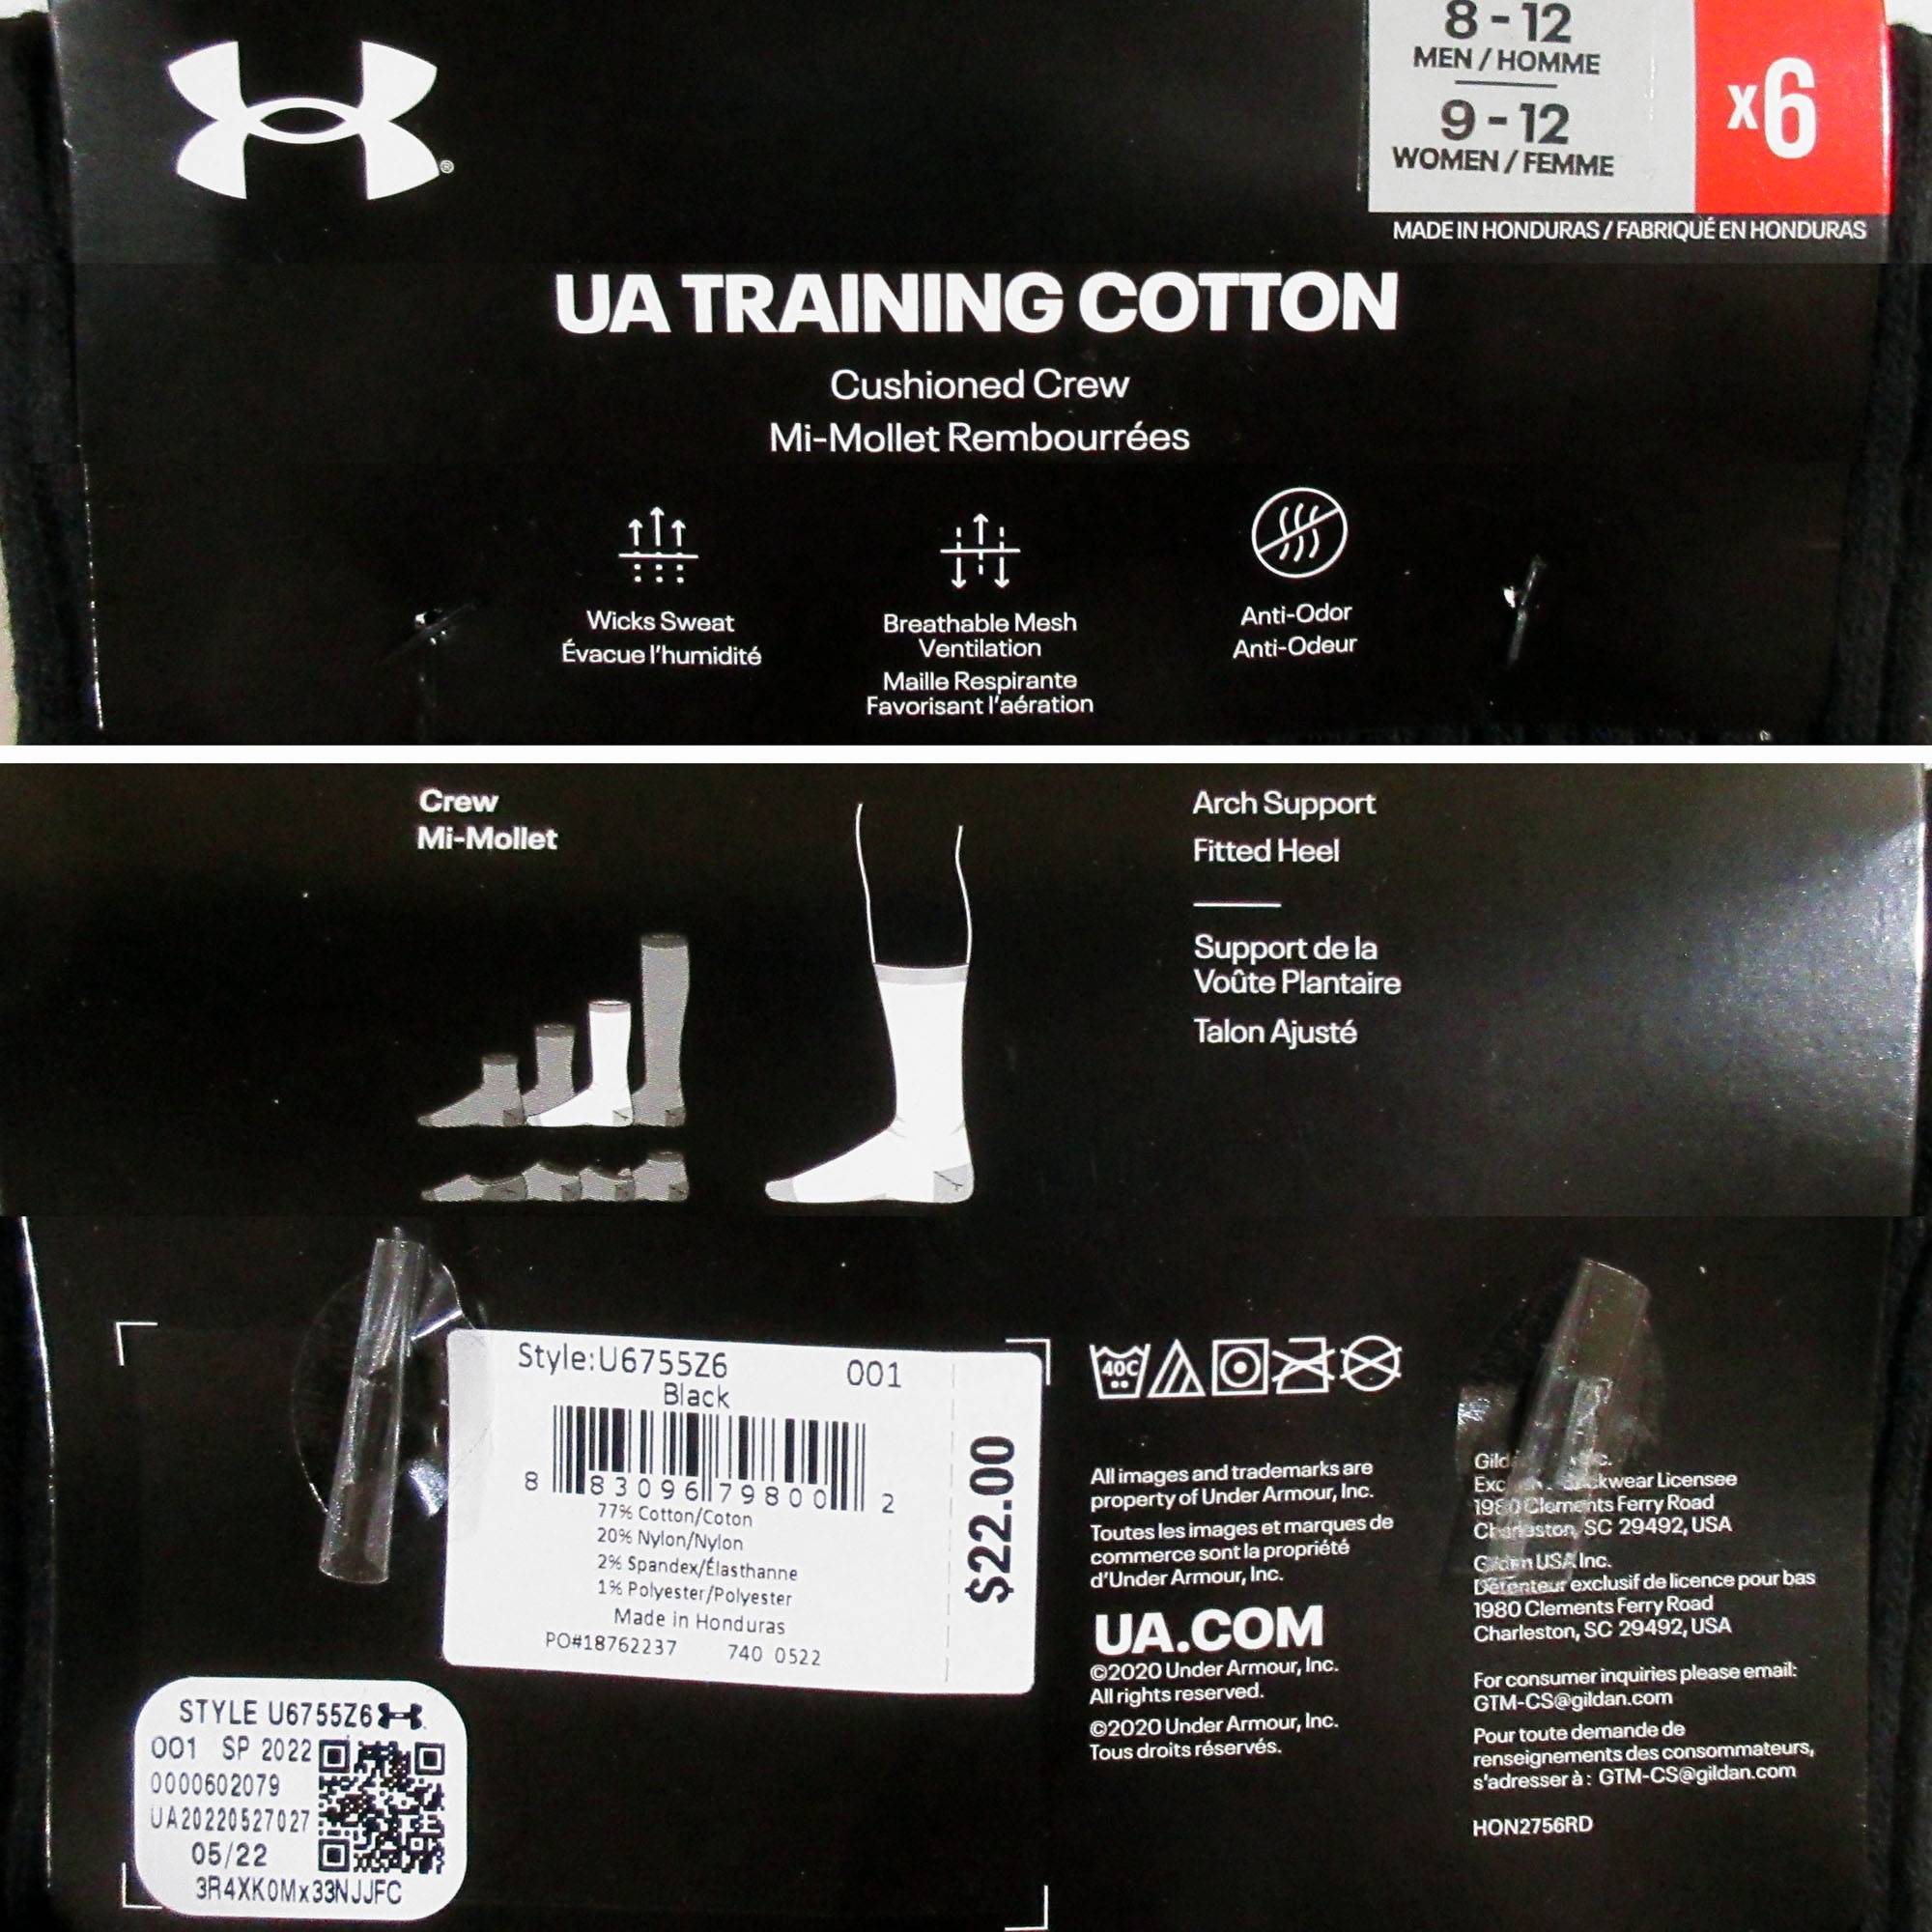 8 - 12
MEN / HOMME
9 - 12
WOMEN / FEMME
x6
MADE IN HONDURAS / FABRIQUÉ EN HONDURAS
®
UA TRAINING COTTON
Cushioned Crew
Mi-Mollet Rembourrées
Wicks Sweat
Évacue l'humidité
Breathable Mesh
Ventilation
Maille Respirante
Favorisant l'aération
Anti-Odor
Anti-Odeur
Crew
Mi-Mollet
Arch Support
Fitted Heel
Support de la
Voûte Plantaire
Talon Ajusté
Style:U6755Z6 001
Black
8 83096 79800 2
77% Cotton/Coton
20% Nylon/Nylon
2% Spandex/Élasthanne
1% Polyester/Polyester
Made in Honduras
PO#18762237 740 0522
$22.00
STYLE U6755Z6
001 SP 2022
0000602079
UA20220527027
05/22
3R4XK0Mx33NJJFC
40C
All images and trademarks are
property of Under Armour, Inc.
Toutes les images et marques de
commerce sont la propriété
d'Under Armour, Inc.
UA.COM
©2020 Under Armour, Inc.
All rights reserved.
©2020 Under Armour, Inc.
Tous droits réservés.
Licensee
1980 Clements Ferry Road
Charleston, SC 29492, USA
Gildan USA Inc.
Détenteur exclusif de licence pour bas
1980 Clements Ferry Road
Charleston, SC 29492, USA
For consumer inquiries please email:
GTM-CS@gildan.com
Pour toute demande de
renseignements des consommateurs,
s'adresser à : GTM-CS@gildan.com
HON2756RD